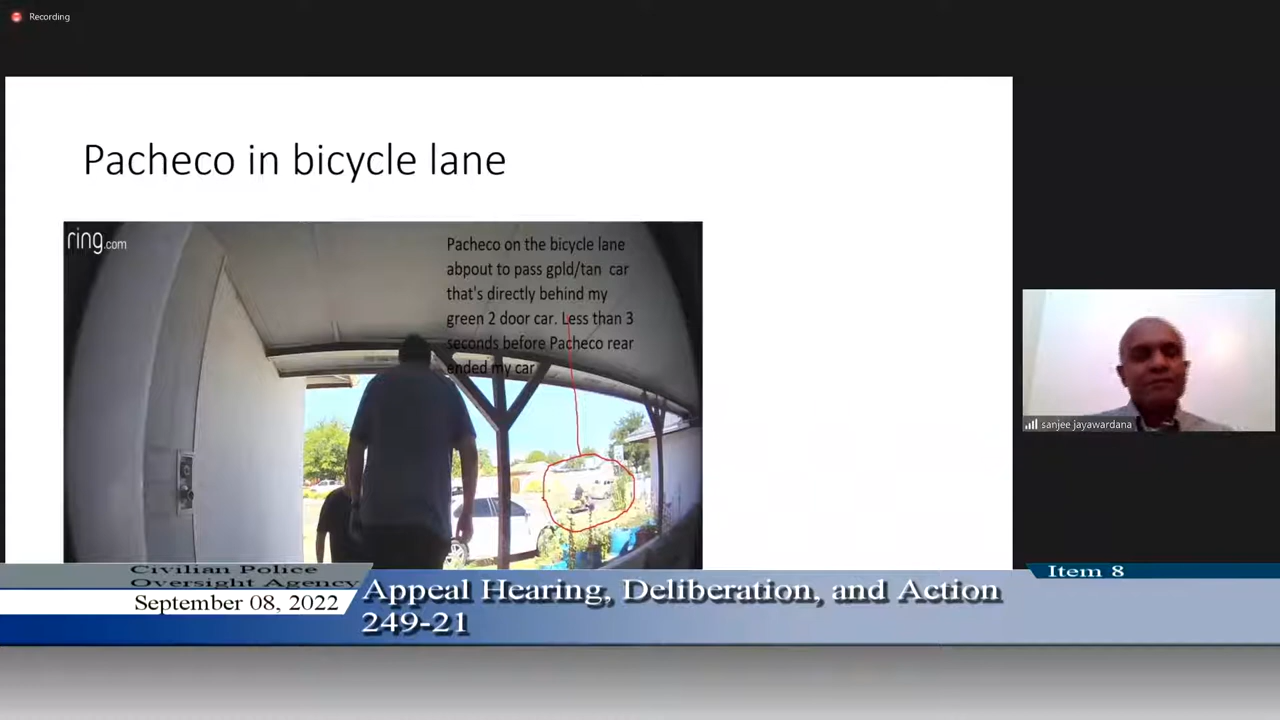 Recording
Pacheco in bicycle lane
ring.com
Pacheco on the bicycle lane
abpout to pass gpld/tan car
that's directly behind my
green 2 door car. Less than 3
seconds before Pacheco rear
ended my car
sanjee jayawardana
Civilian Police
Oversight Agency
September 08, 2022
Appeal Hearing, Deliberation, and Action
249-21
Item 8